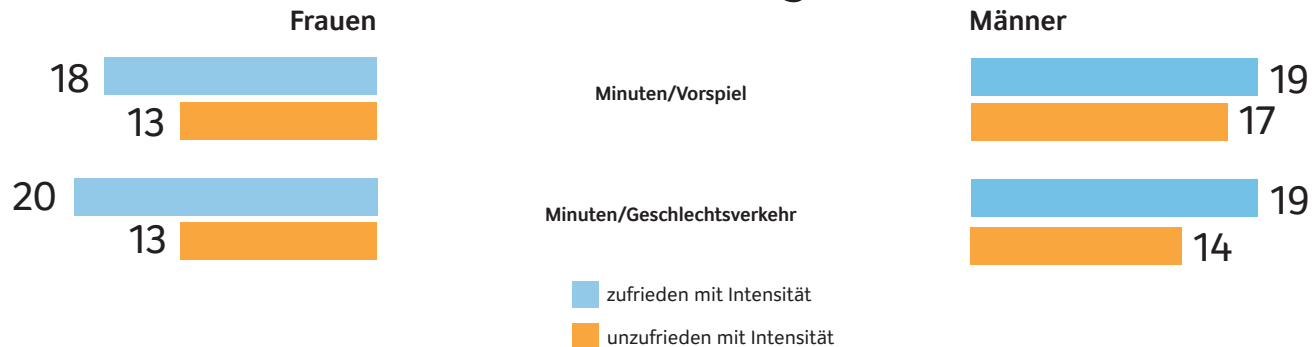 Frauen
Männer
18
13
Minuten/Vorspiel
19
17
20
13
Minuten/Geschlechtsverkehr
19
14
zufrieden mit Intensität
unzufrieden mit Intensität